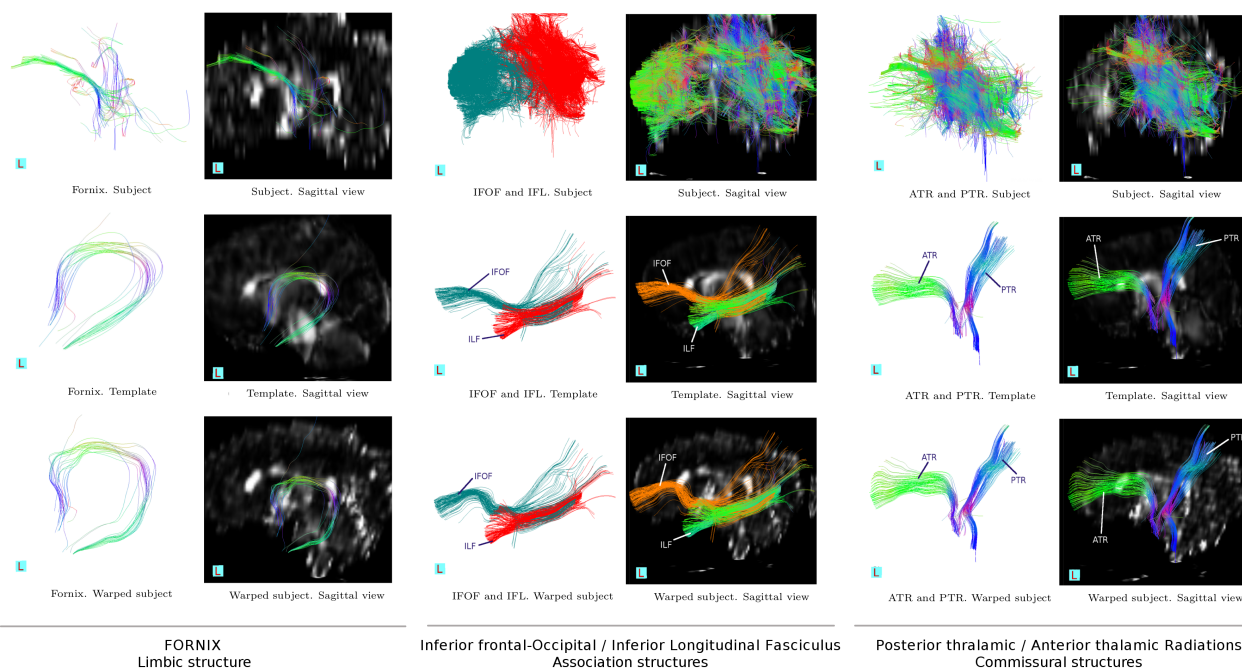 L
L
L
L
L
Fornix. Subject
Subject. Sagittal view
IFOF and IFL. Subject
Subject. Sagital view
ATR and PTR. Subject
Subject. Sagital view
IFOF
ILF
IFOF
ILF
ATR
PTR
ATR
PTR
L
L
L
L
L
L
Fornix. Template
Template. Sagittal view
IFOF and IFL. Template
Template. Sagittal view
ATR and PTR. Template
Template. Sagittal view
IFOF
ILF
IFOF
ILF
ATR
PTR
ATR
L
L
L
L
L
L
Fornix. Warped subject
Warped subject. Sagittal view
IFOF and IFL. Warped subject
Warped subject. Sagittal view
ATR and PTR. Warped subject
Warped subject. Sagittal view
FORNIX
Limbic structure
Inferior frontal-Occipital / Inferior Longitudinal Fasciculus
Association structures
Posterior thralamic / Anterior thalamic Radiations
Commissural structures